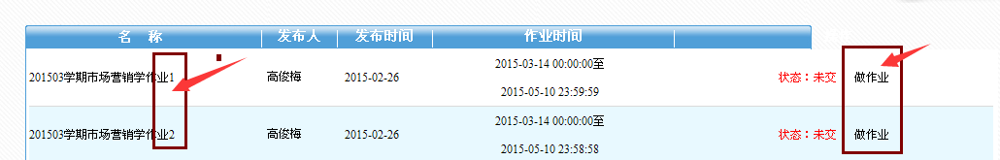 名 称 发布人 发布时间 作业时间
201503学期市场营销学作业1 高俊梅 2015-02-26 2015-03-14 00:00:00至 状态：未交 做作业
2015-05-10 23:59:59
201503学期市场营销学作业2 高俊梅 2015-02-26 2015-03-14 00:00:00至 状态：未交 做作业
2015-05-10 23:58:58